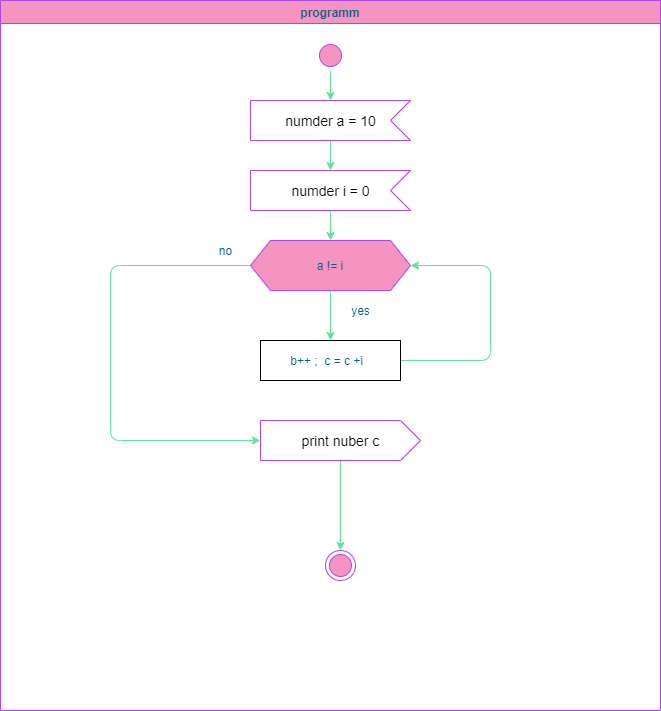 programm
numder a = 10
numder i = 0
no
a != i
yes
b++ ;  c = c +i
print nuber c